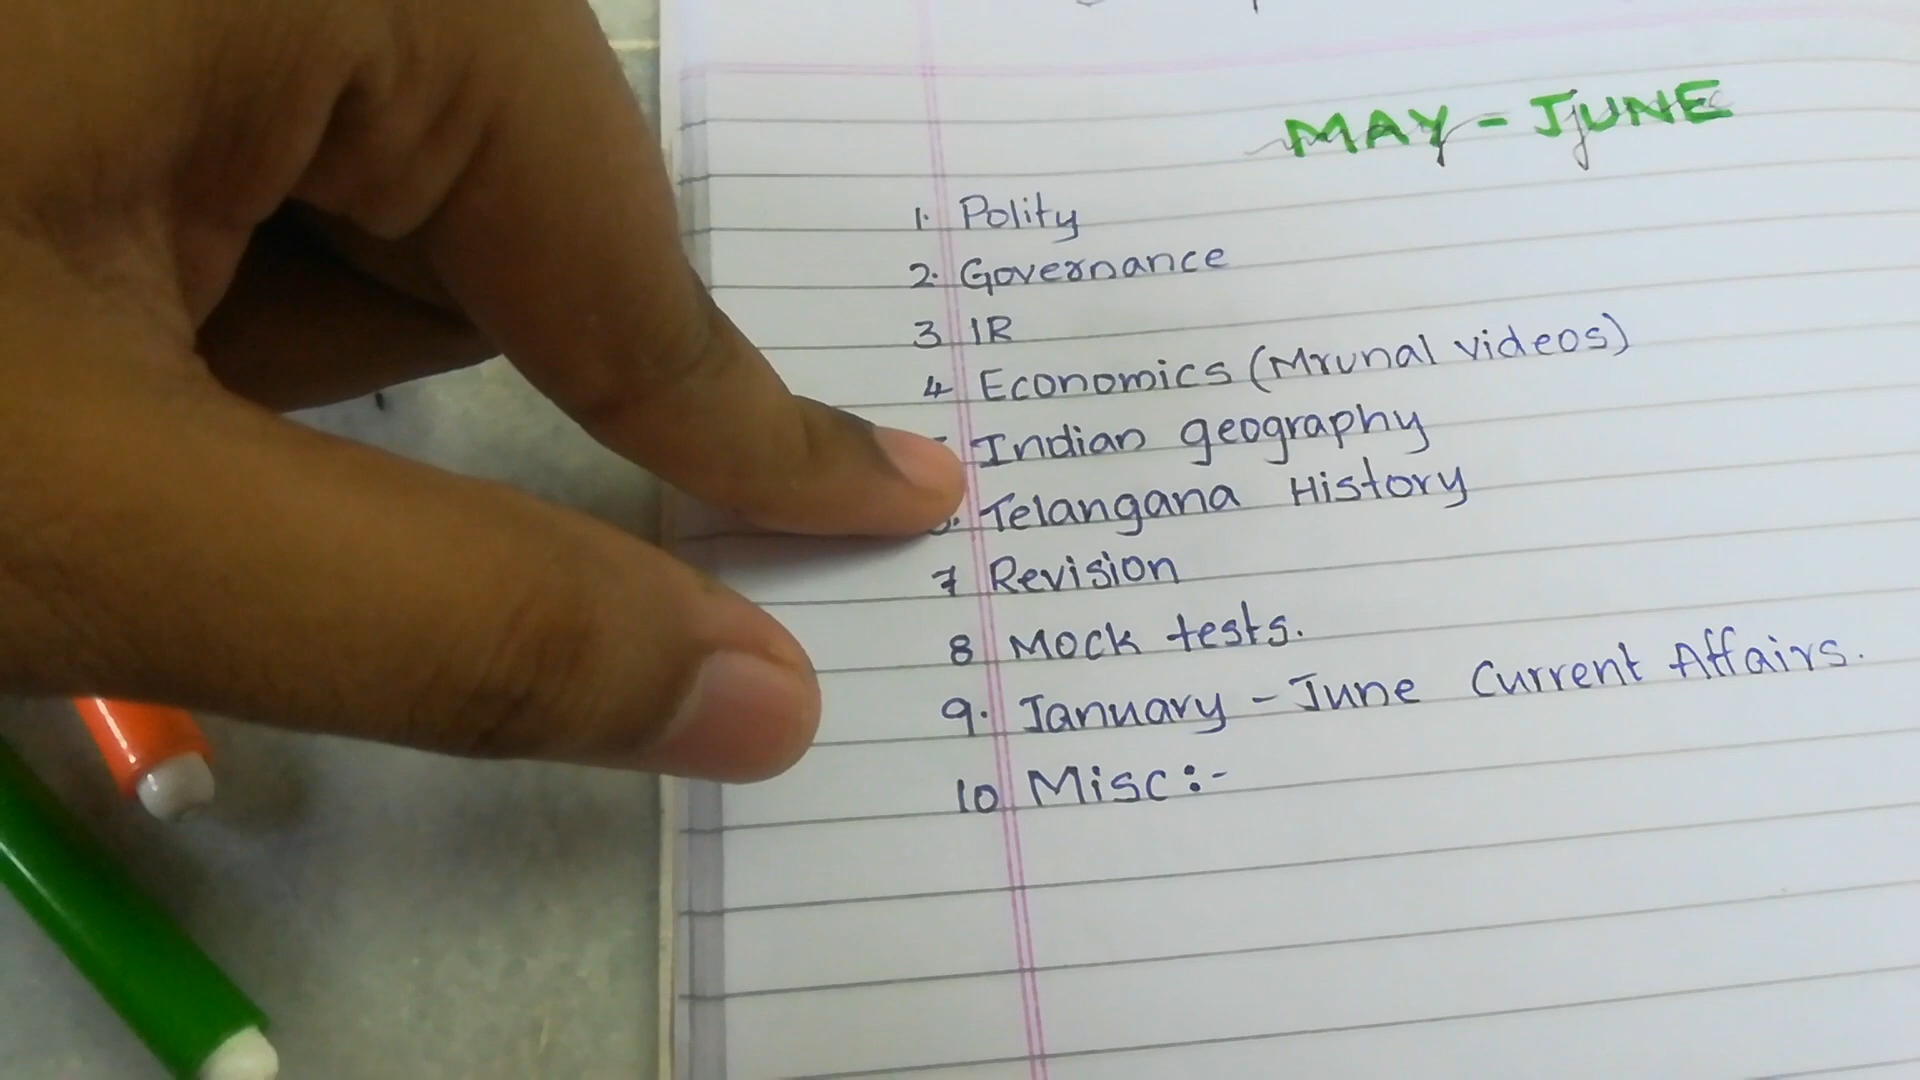 MAY - JUNE
1. Polity
2. Governance
3 IR
4 Economics (Mrunal videos)
Indian geography
Telangana History
7 Revision
8 Mock tests.
9. January - June Current Affairs.
10 Misc :-